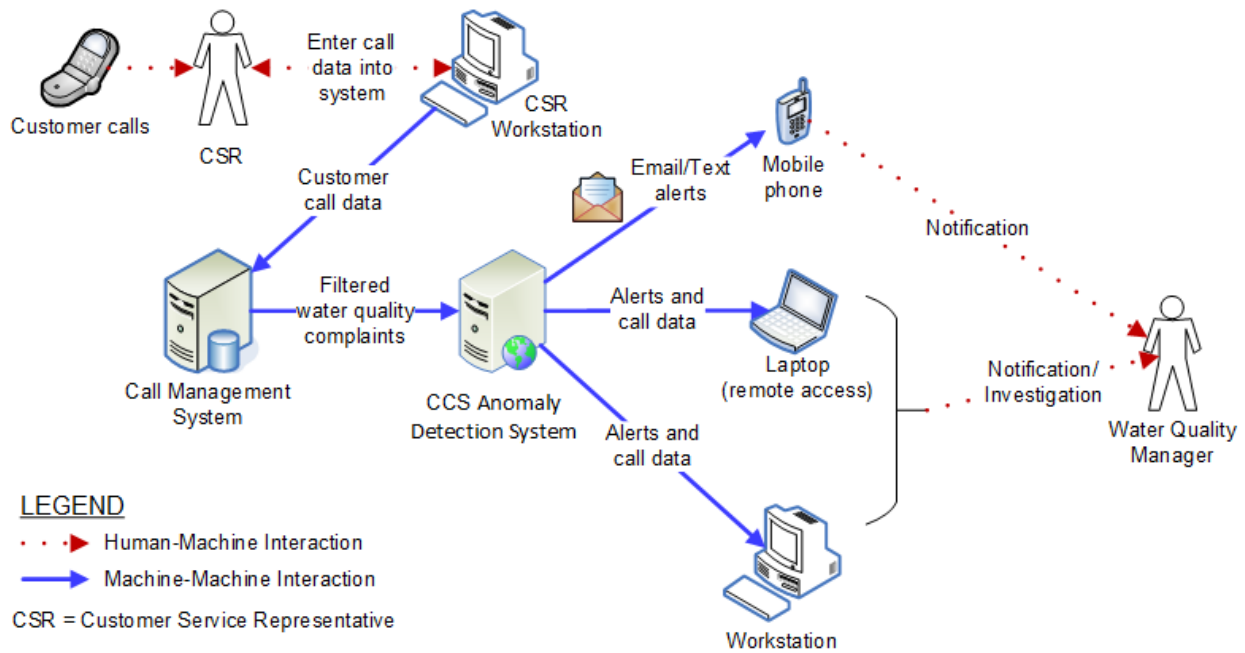 Customer calls
CSR
Enter call
data into
system
CSR
Workstation
Customer
call data
Email/Text
alerts
Mobile
phone
Notification
Filtered
water quality
complaints
Alerts and
call data
Call Management
System
CCS Anomaly
Detection System
Laptop
(remote access)
Notification/
Investigation
Water Quality
Manager
Alerts and
call data
Workstation
LEGEND
Human-Machine Interaction
Machine-Machine Interaction
CSR = Customer Service Representative